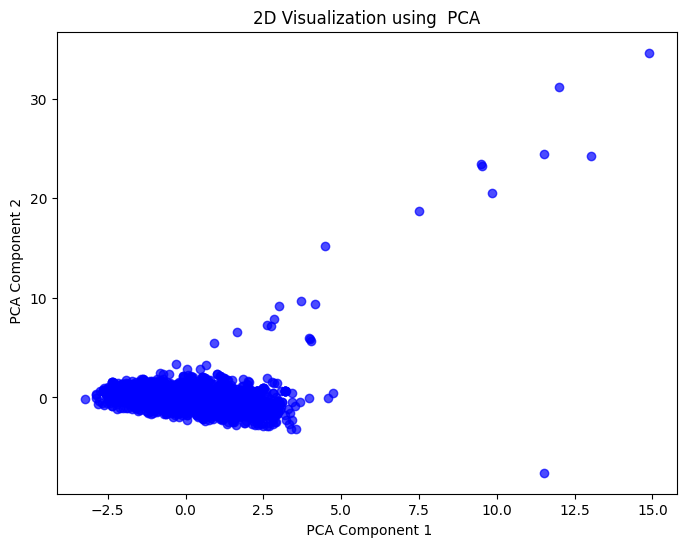 2D Visualization using  PCA
30
20
10
0
PCA Component 2
−2.5 0.0 2.5 5.0 7.5 10.0 12.5 15.0
PCA Component 1